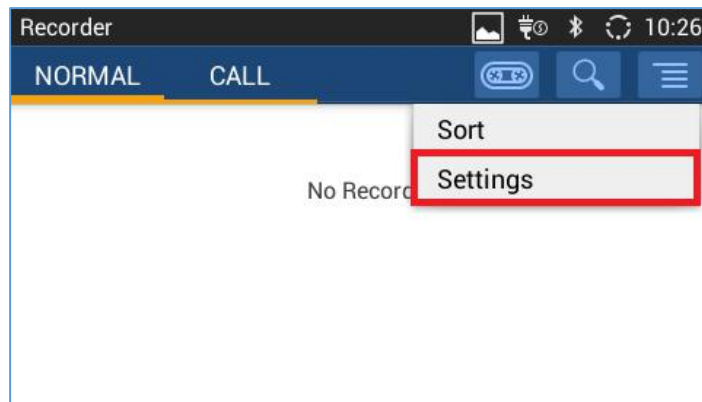 Recorder 10:26
NORMAL CALL
Sort
Settings
No Record